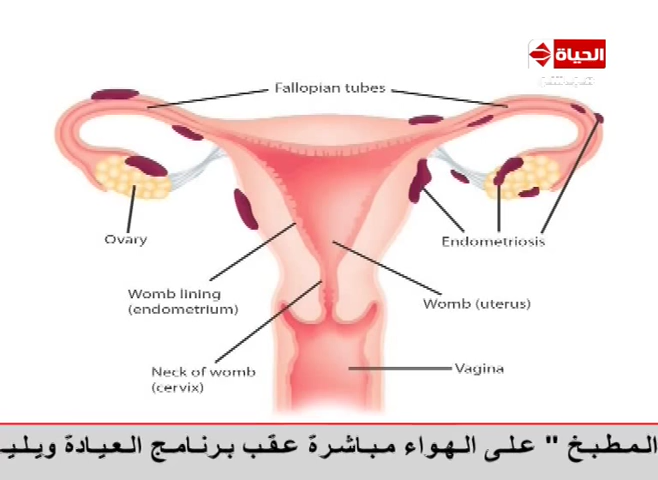 الحياة
Fallopian tubes
Ovary
Endometriosis
Womb lining
(endometrium)
Womb (uterus)
Neck of womb
(cervix)
Vagina
المطبخ " على الهواء مباشرة عقب برنامج العيادة ويليـ